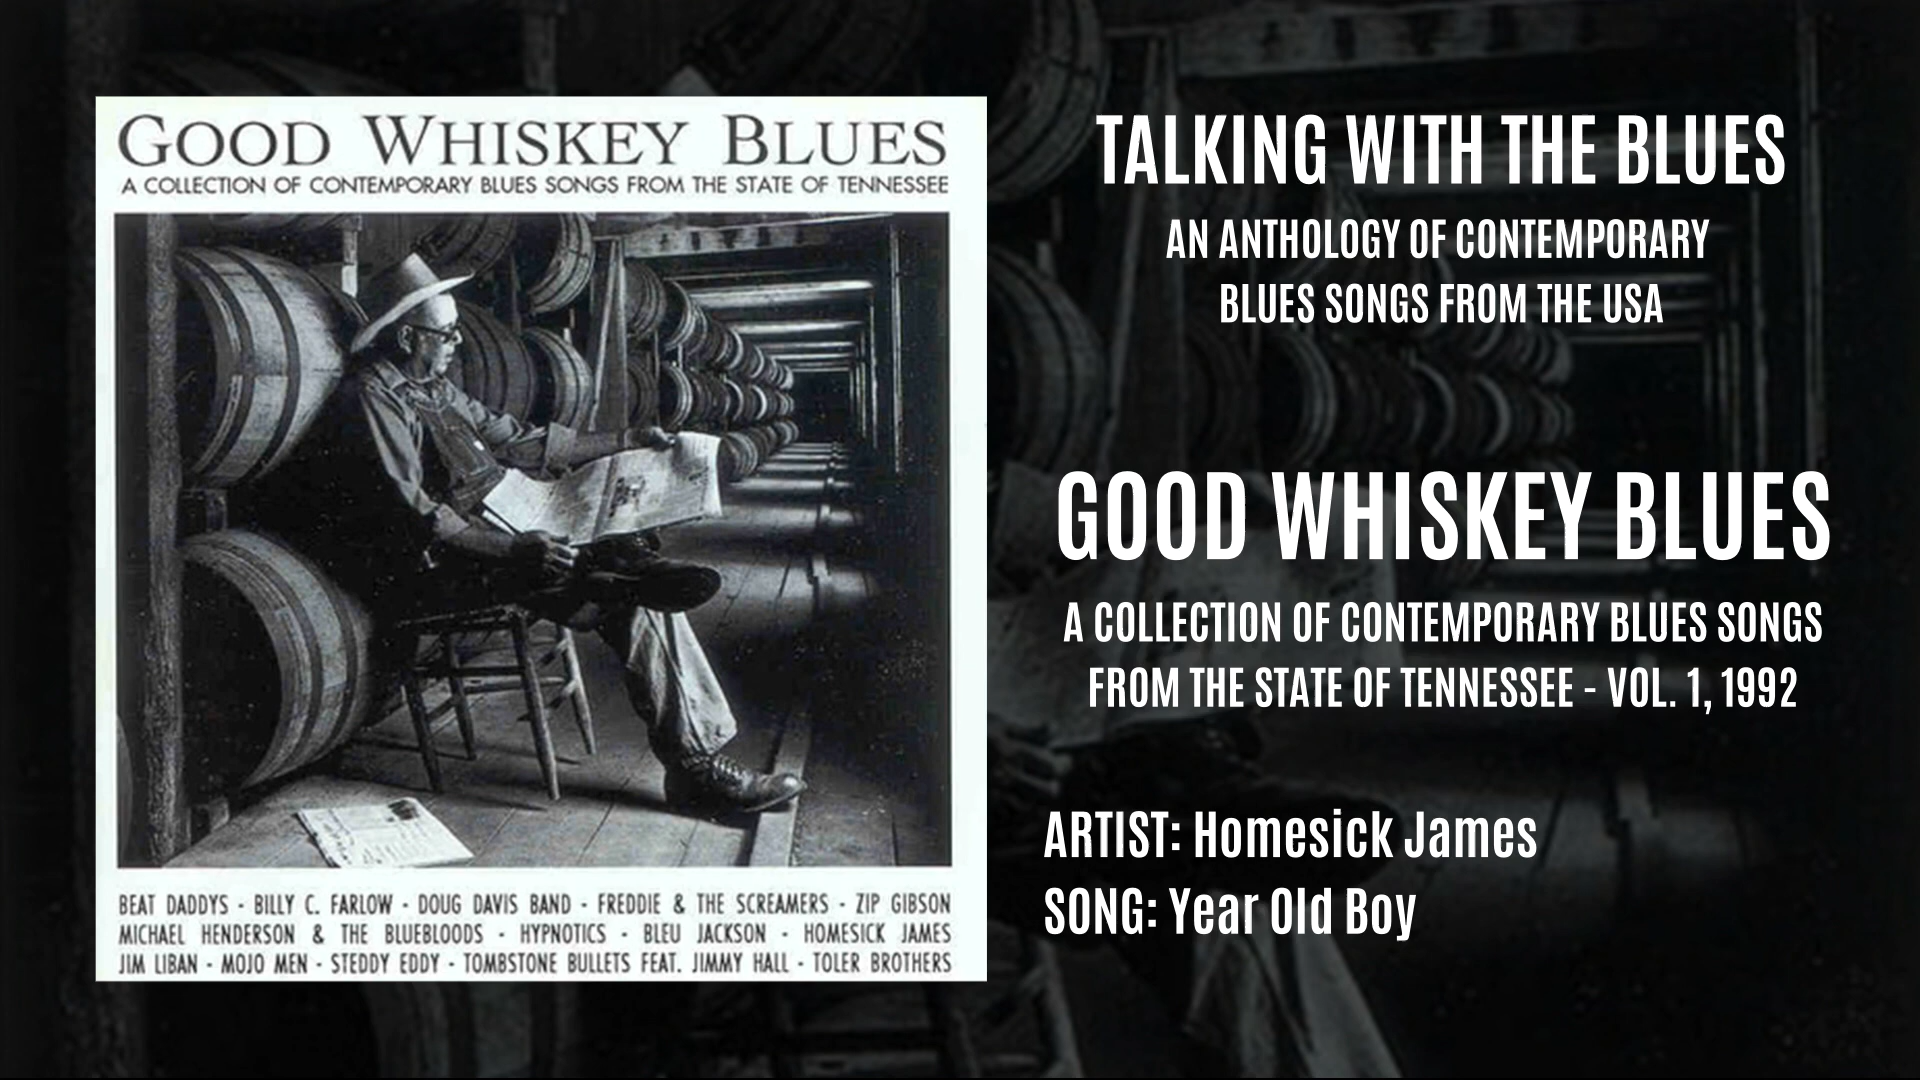 GOOD WHISKEY BLUES
A COLLECTION OF CONTEMPORARY BLUES SONGS FROM THE STATE OF TENNESSEE
BEAT DADDYS - BILLY C. FARLOW - DOUG DAVIS BAND - FREDDIE & THE SCREAMERS - ZIP GIBSON
MICHAEL HENDERSON & THE BLUEBLOODS - HYPNOTICS - BLEU JACKSON - HOMESICK JAMES
JIM LIBAN - MOJO MEN - STEDDY EDDY - TOMBSTONE BULLETS FEAT. JIMMY HALL - TOLER BROTHERS
TALKING WITH THE BLUES
AN ANTHOLOGY OF CONTEMPORARY
BLUES SONGS FROM THE USA
GOOD WHISKEY BLUES
A COLLECTION OF CONTEMPORARY BLUES SONGS
FROM THE STATE OF TENNESSEE - VOL. 1, 1992
ARTIST: Homesick James
SONG: Year Old Boy